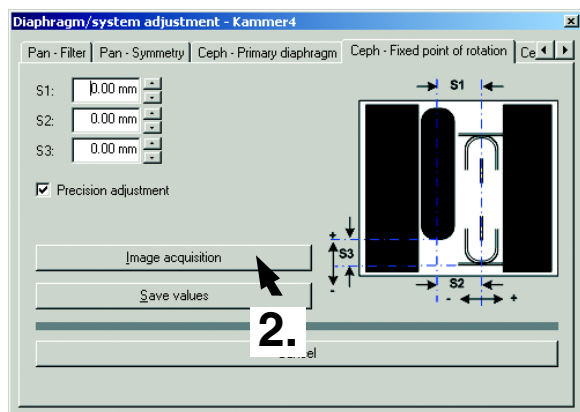 Diaphragm/system adjustment - Kammer4
Pan - Filter Pan - Symmetry Ceph - Primary diaphragm Ceph - Fixed point of rotation Ce
S1: 0.00 mm
S2: 0.00 mm
S3: 0.00 mm
Precision adjustment
Image acquisition
Save values
2.
S1
+
S3
-
S2
- +